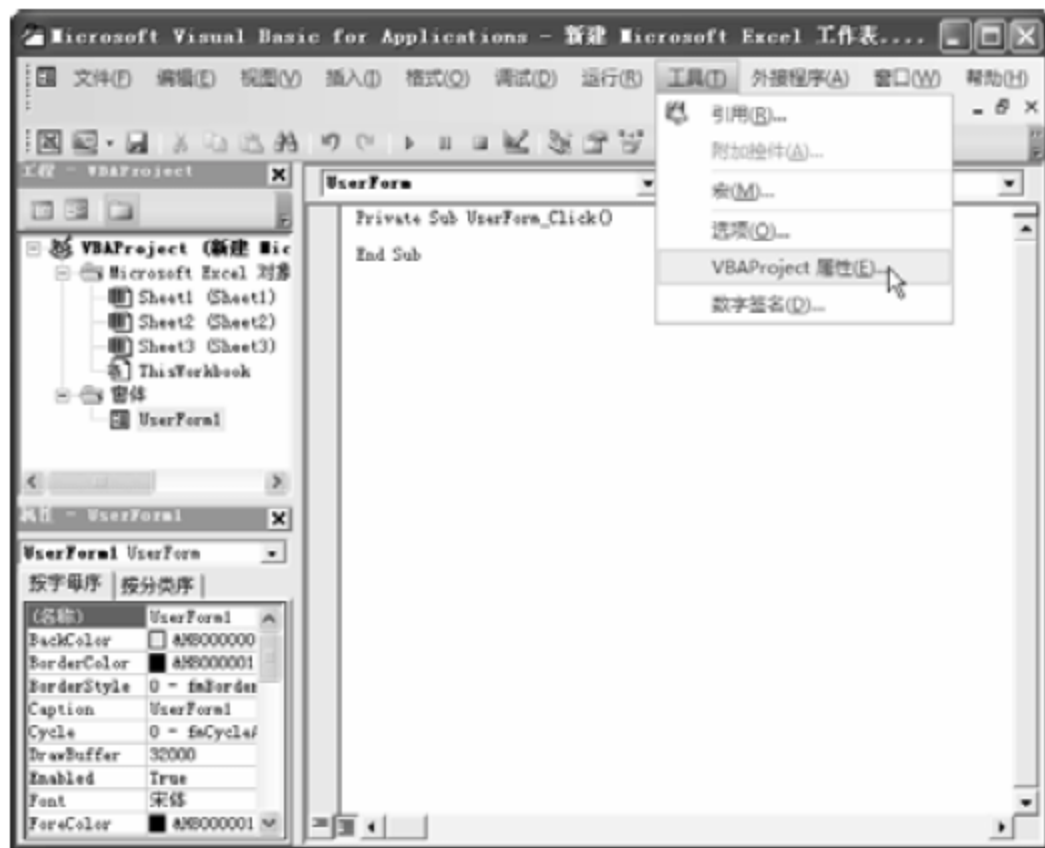 Microsoft Visual Basic for Applications - 新建 Microsoft Excel 工作表....
文件(F) 编辑(E) 视图(V) 插入(I) 格式(O) 调试(D) 运行(R) 工具(T) 外接程序(A) 窗口(W) 帮助(H)
引用(R)...
附加控件(A)...
宏(M)...
选项(O)...
VBAProject 属性(E)...
数字签名(D)...
工程 - VBAProject
VBAProject (新建 Mic
Microsoft Excel 对象
Sheet1 (Sheet1)
Sheet2 (Sheet2)
Sheet3 (Sheet3)
ThisWorkbook
窗体
UserForm1
UserForm
Private Sub UserForm_Click()
End Sub
属性 - UserForm1
UserForm1 UserForm
按字母序 按分类序
(名称) UserForm1
BackColor &H8000000
BorderColor &H8000001
BorderStyle 0 - fmBorder
Caption UserForm1
Cycle 0 - fmCycleA
DrawBuffer 32000
Enabled True
Font 宋体
ForeColor &H8000001